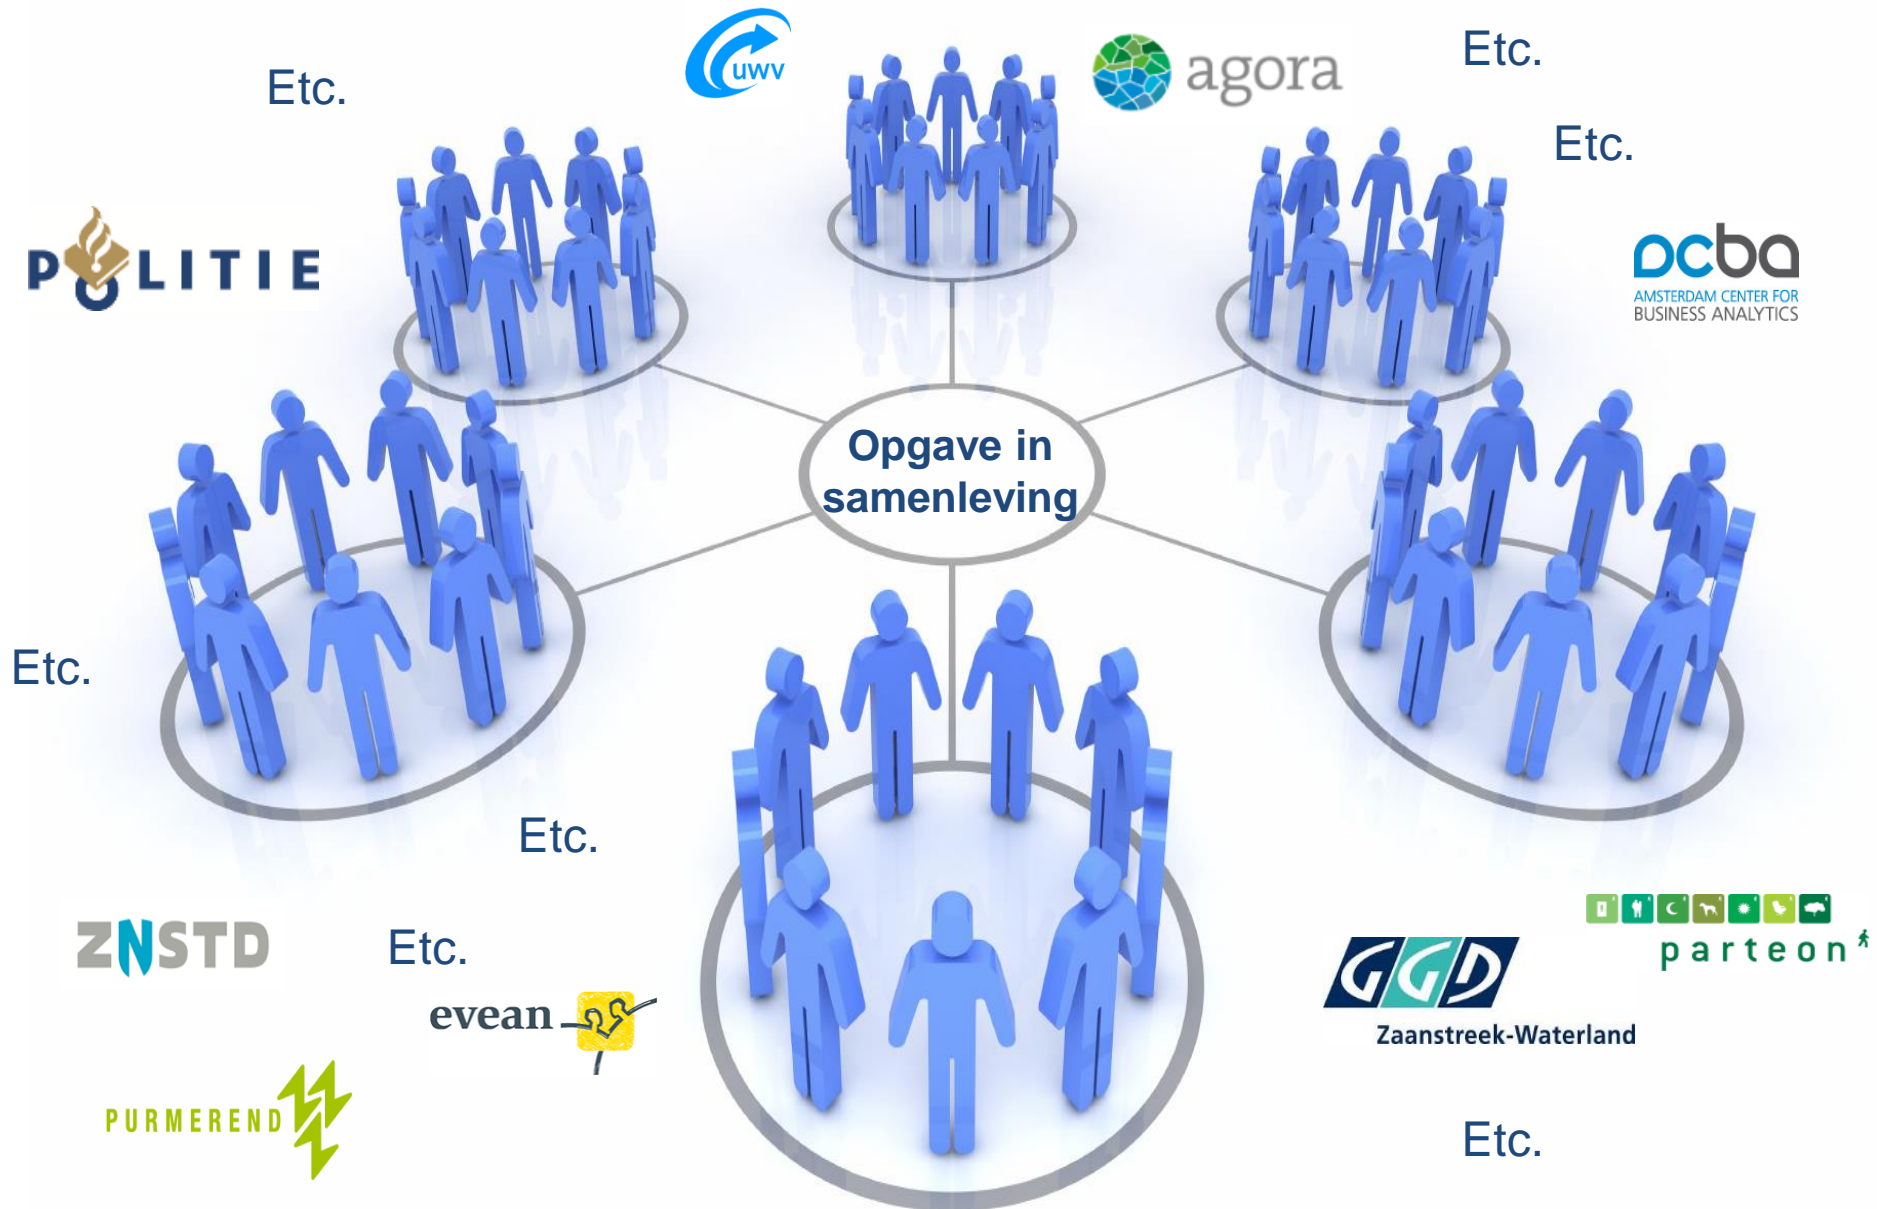 Etc.
uwv
agora
Etc.
Etc.
POLITIE
acba
AMSTERDAM CENTER FOR
BUSINESS ANALYTICS
Opgave in
samenleving
Etc.
Etc.
ZNSTD
Etc.
evean
parteon
GGD
Zaanstreek-Waterland
PURMEREND
Etc.